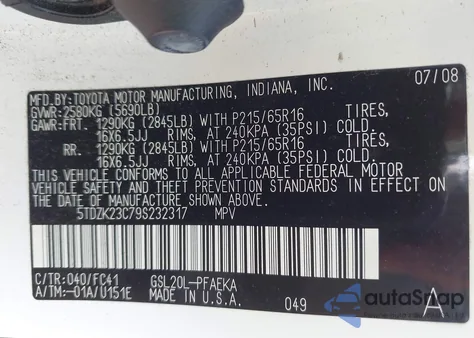 MFD.BY:TOYOTA MOTOR MANUFACTURING, INDIANA, INC. 07/08
GVWR:2580KG (5690LB)
GAWR:FRT. 1290KG (2845LB) WITH P215/65R16 TIRES,
16X6.5JJ RIMS, AT 240KPA (35PSI) COLD.
RR. 1290KG (2845LB) WITH P215/65R16 TIRES,
16X6.5JJ RIMS, AT 240KPA (35PSI) COLD.
THIS VEHICLE CONFORMS TO ALL APPLICABLE FEDERAL MOTOR
VEHICLE SAFETY STANDARDS IN EFFECT ON
THE DATE OF MANUFACTURE SHOWN ABOVE.
5TDZK23C79S232317 MPV
C/TR:040/FC41 GSL20L-PFAEKA
A/TM:-01A/U151E MADE IN U.S.A. 049 A
autoSnap